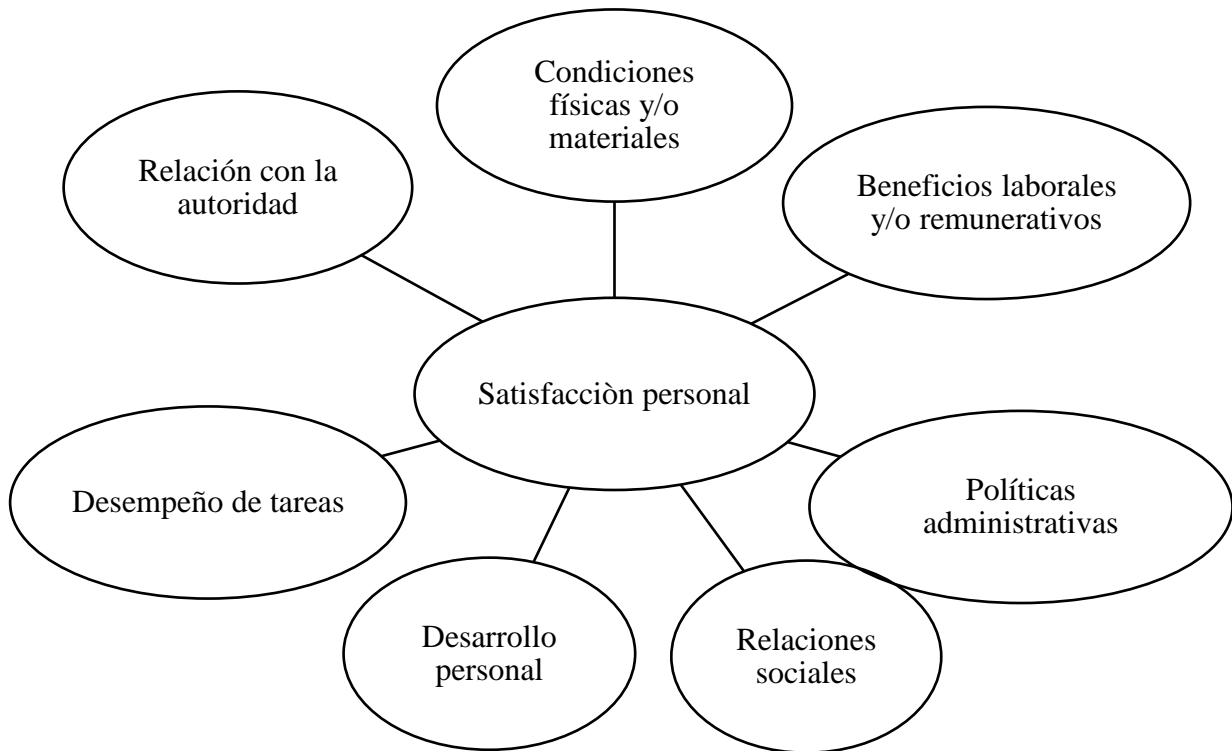 Condiciones
físicas y/o
materiales
Relación con la
autoridad
Beneficios laborales
y/o remunerativos
Satisfacciòn personal
Desempeño de tareas
Políticas
administrativas
Desarrollo
personal
Relaciones
sociales